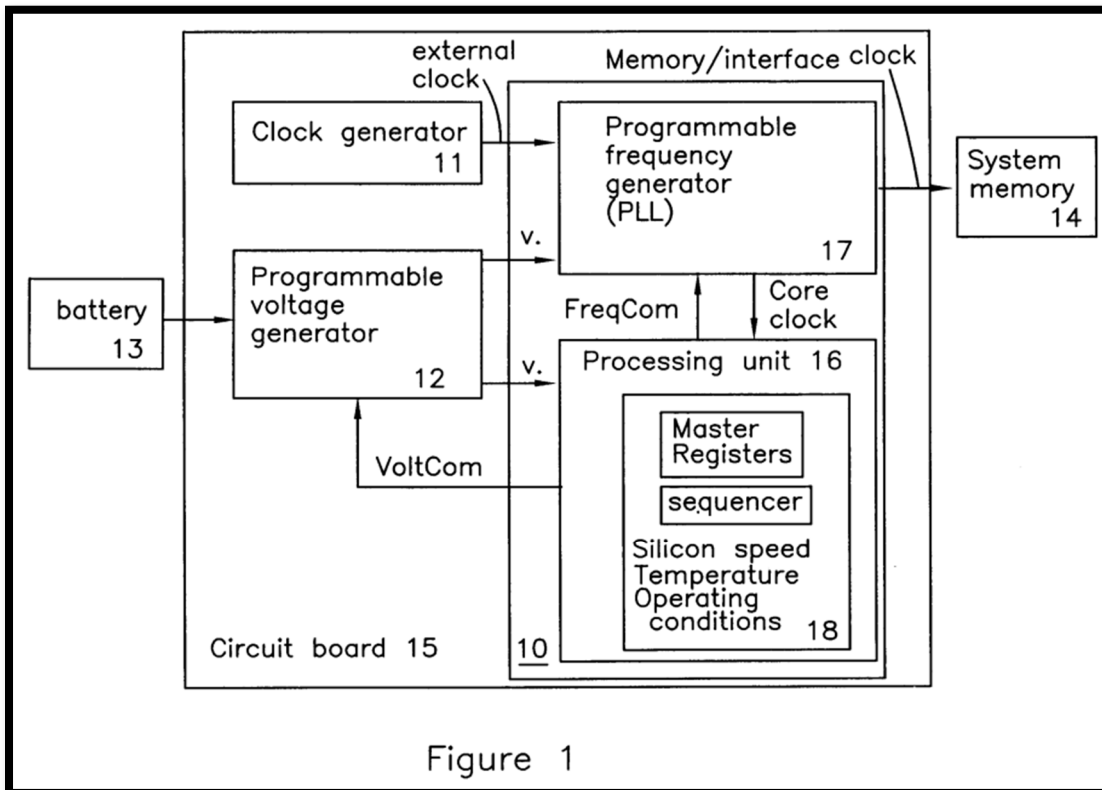 external
clock
Memory/interface clock
Clock generator
11
Programmable
frequency
generator
(PLL)
17
System
memory
14
v.
battery
13
Programmable
voltage
generator
12
FreqCom
Core
clock
v.
Processing unit 16
Master
Registers
VoltCom
sequencer
Silicon speed
Temperature
Operating
conditions
18
Circuit board 15
10
Figure 1